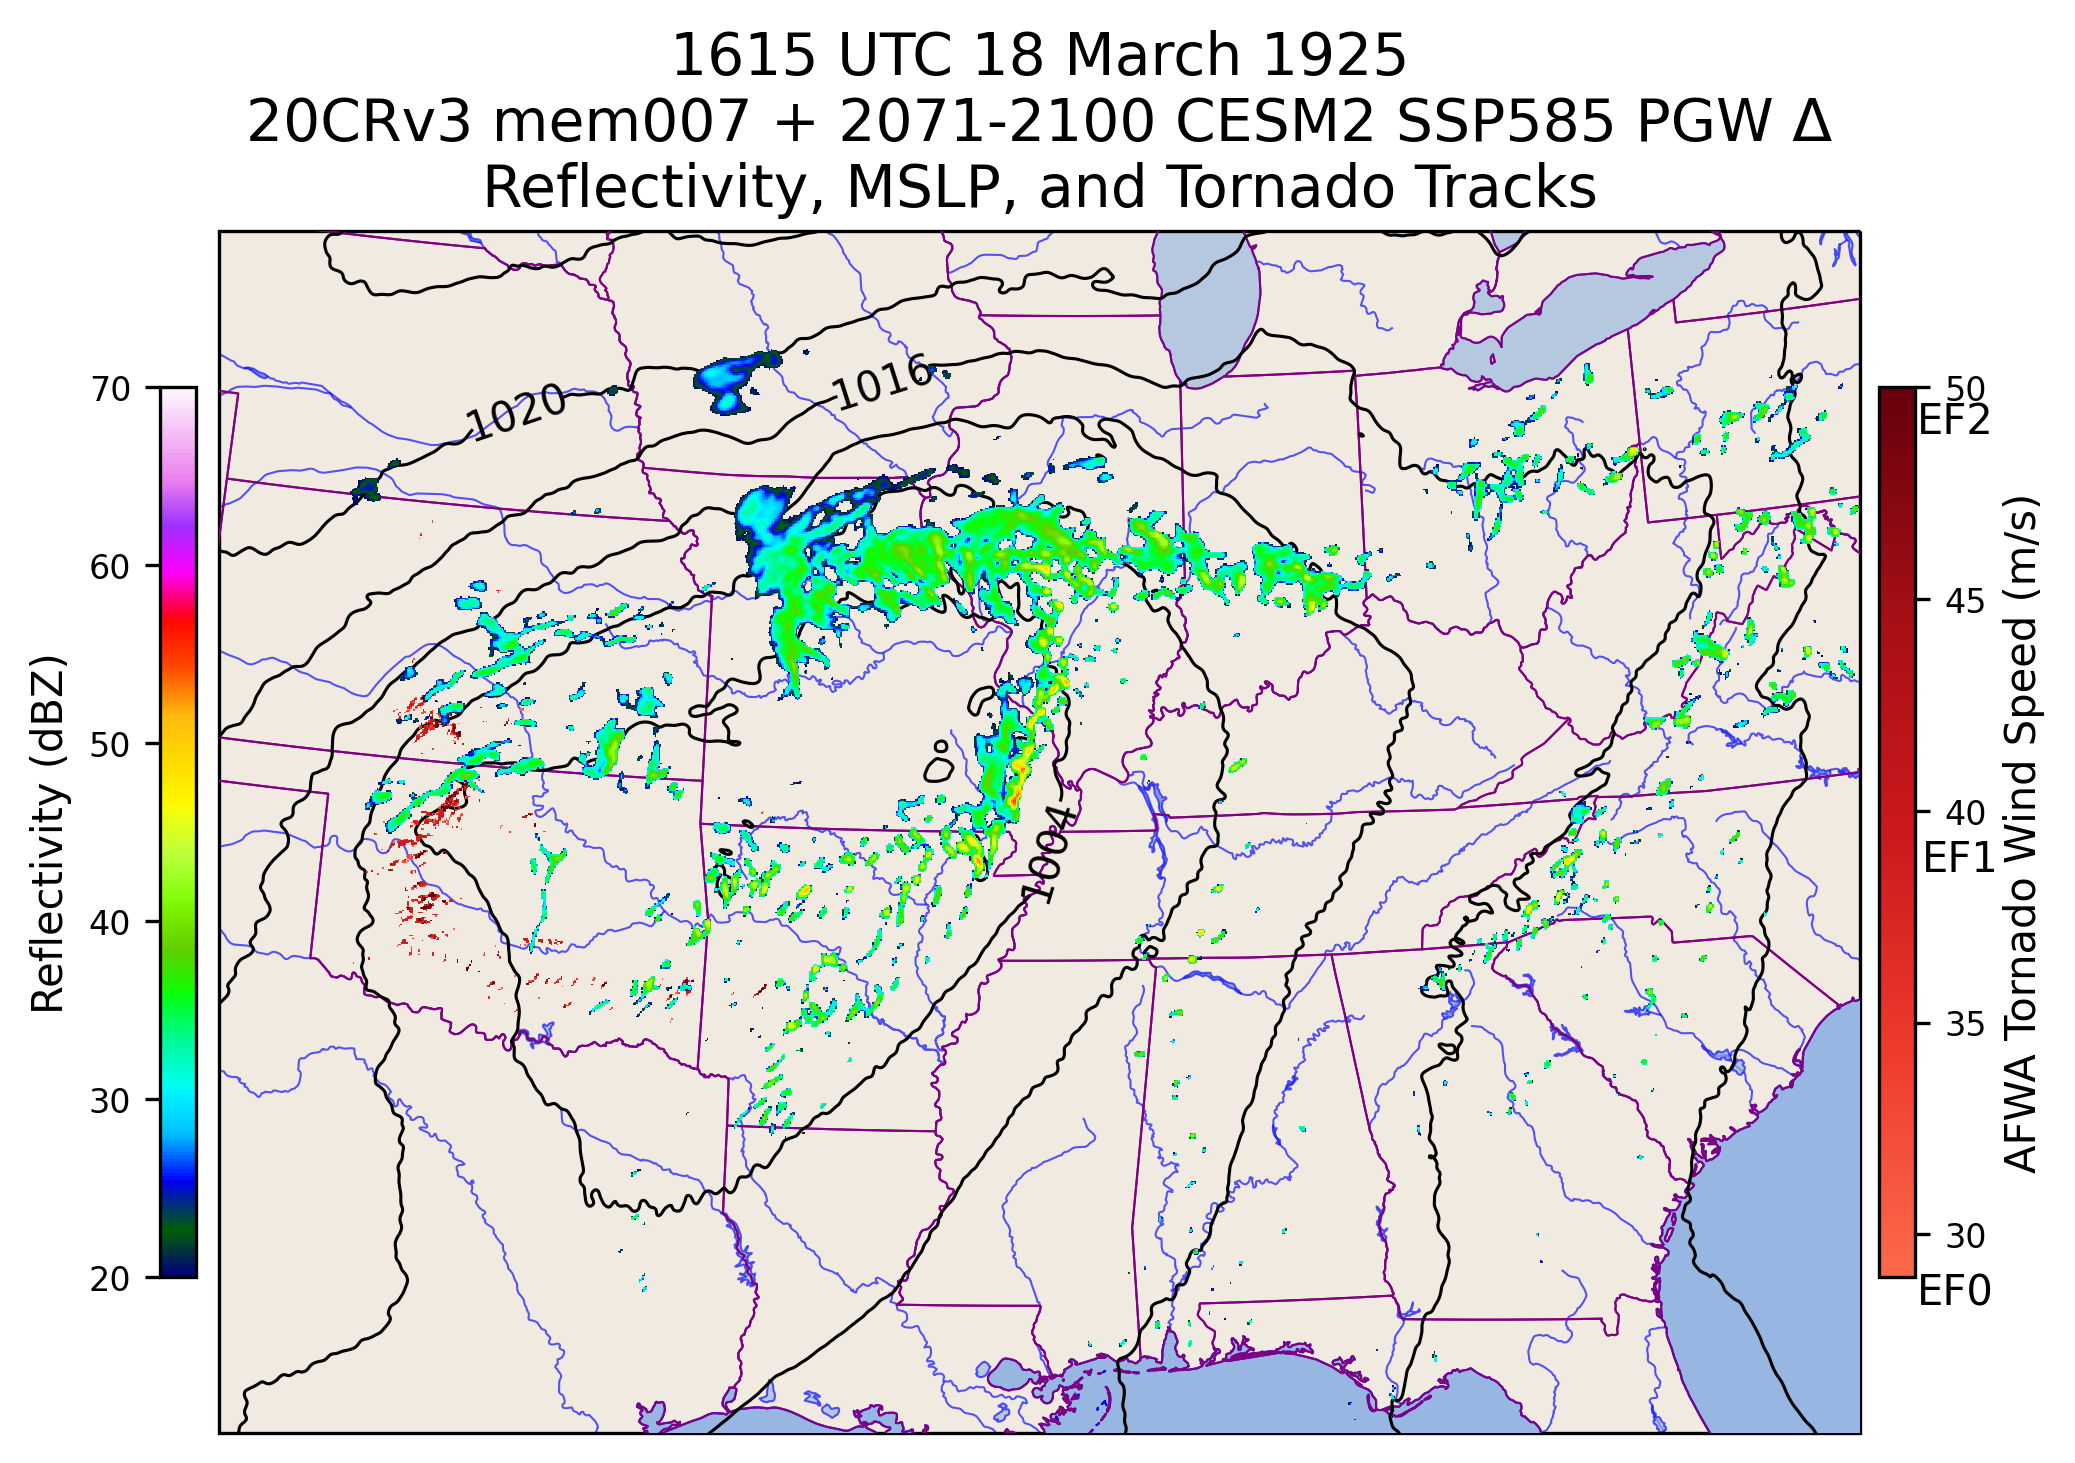 1615 UTC 18 March 1925
20CRv3 mem007 + 2071-2100 CESM2 SSP585 PGW Δ
Reflectivity, MSLP, and Tornado Tracks
70
60
50
40
30
20
Reflectivity (dBZ)
1020
1016
1004
50
EF2
45
40
EF1
35
30
EF0
AFWA Tornado Wind Speed (m/s)